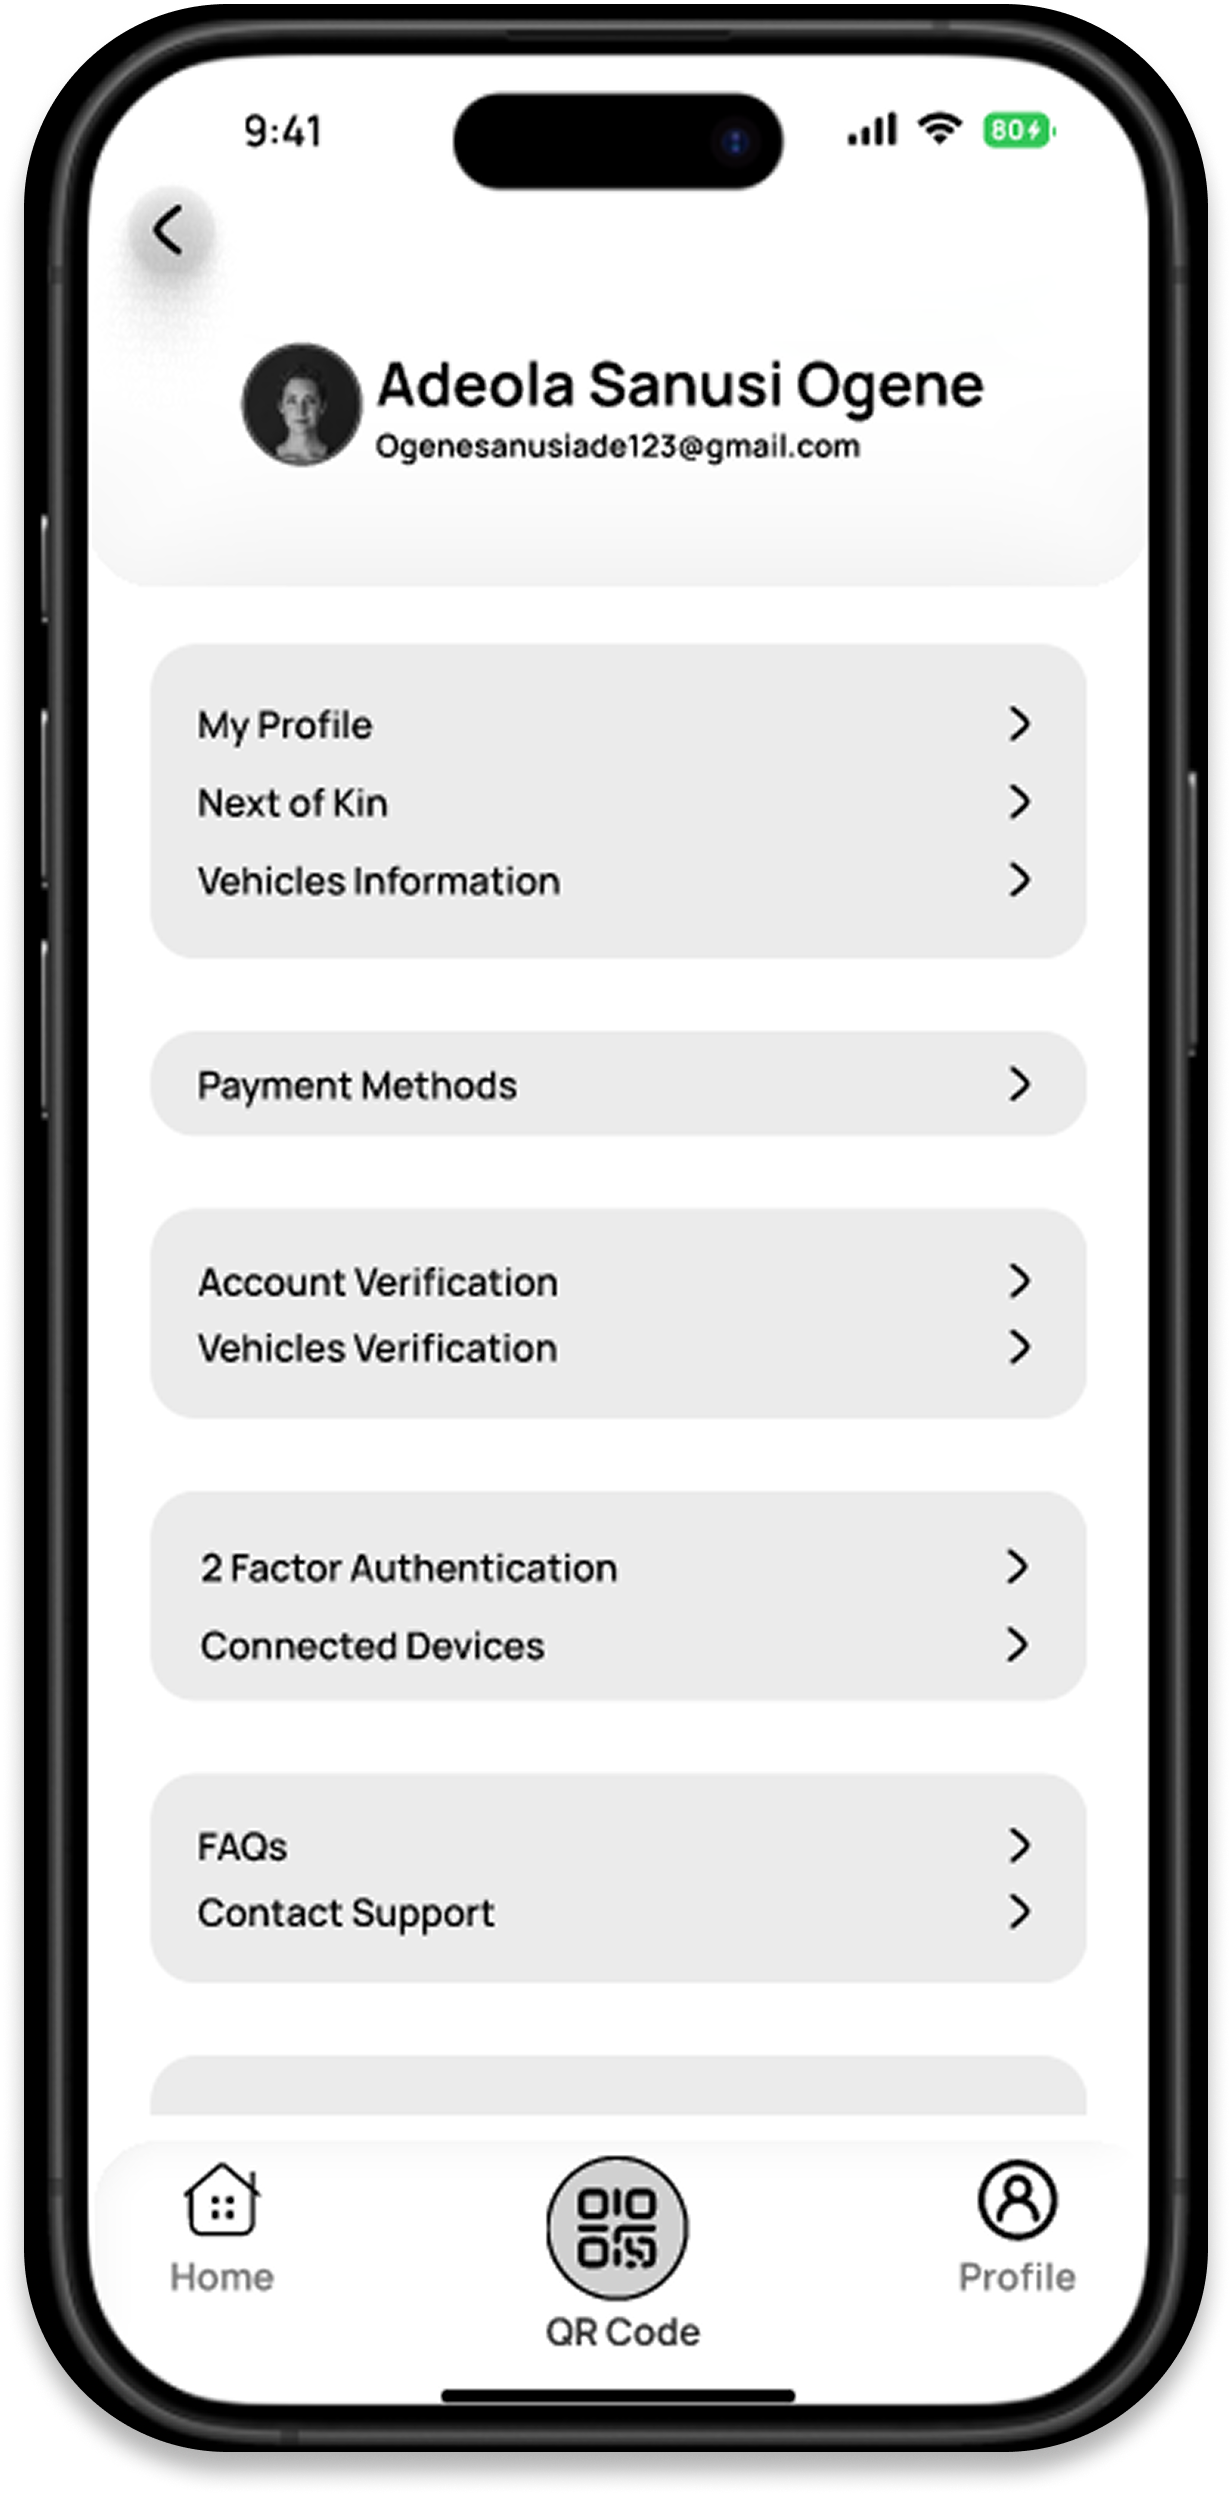 9:41
80
Adeola Sanusi Ogene
Ogenesanusiade123@gmail.com
My Profile
Next of Kin
Vehicles Information
Payment Methods
Account Verification
Vehicles Verification
2 Factor Authentication
Connected Devices
FAQs
Contact Support
Home
QR Code
Profile